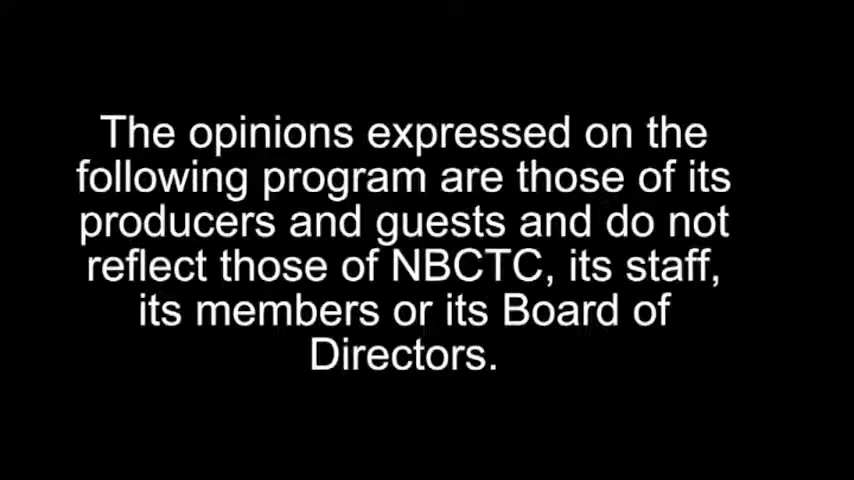 The opinions expressed on the
following program are those of its
producers and guests and do not
reflect those of NBCTC, its staff,
its members or its Board of
Directors.